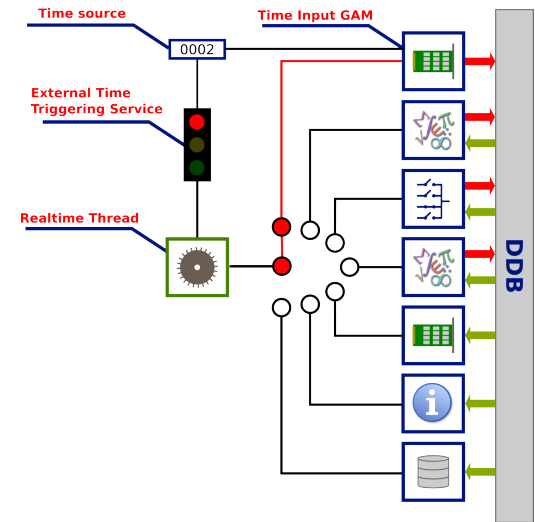 Time source
Time Input GAM
0002
External Time
Triggering Service
Realtime Thread
DDB